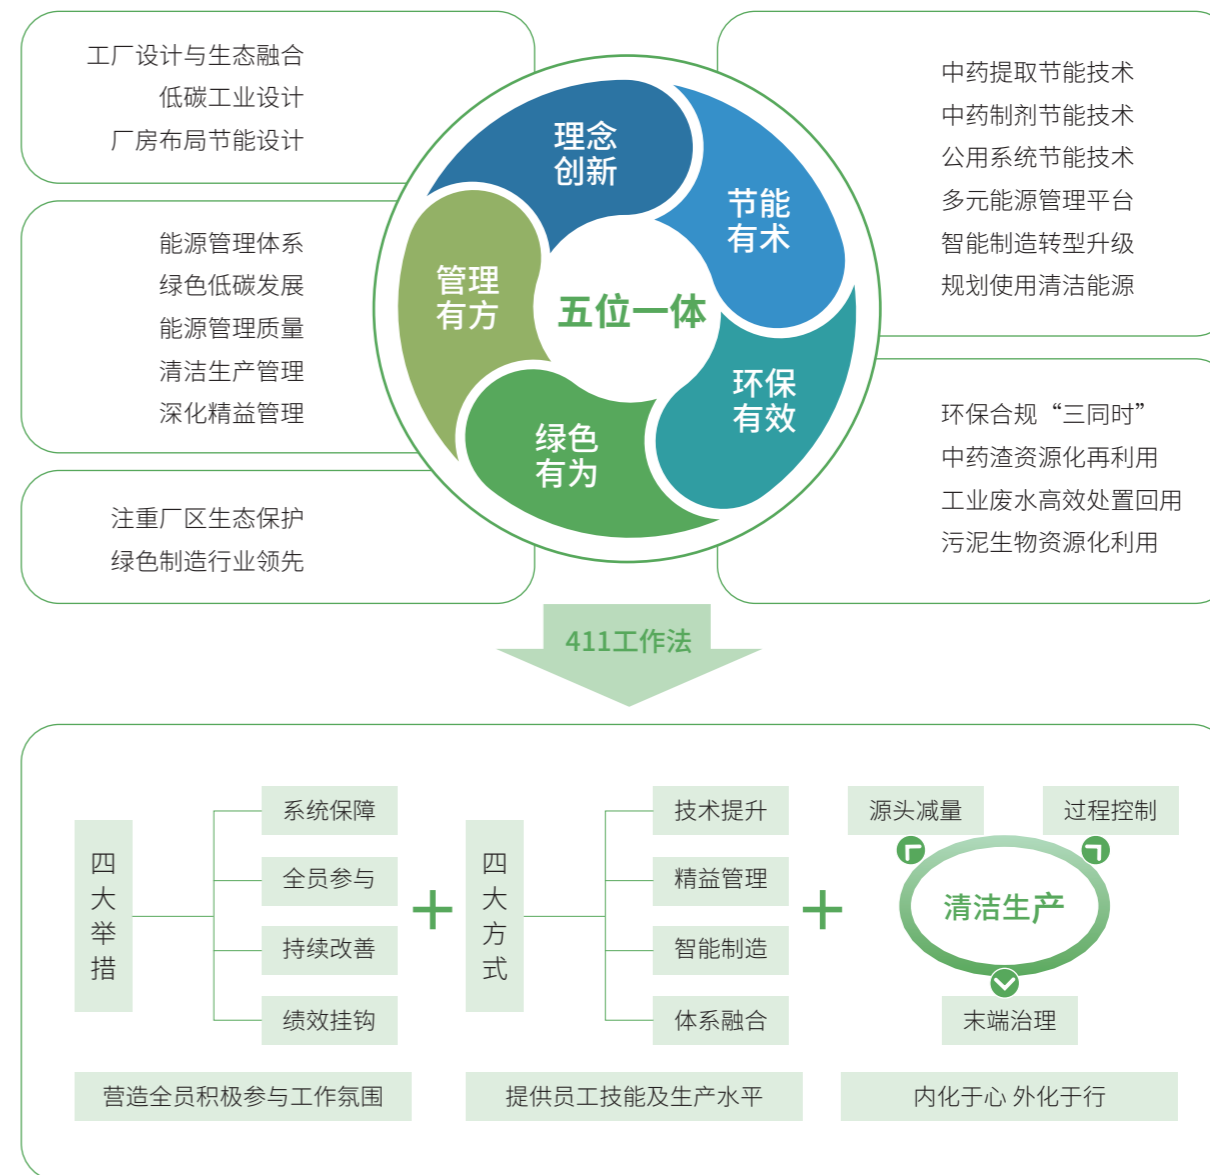 工厂设计与生态融合
低碳工业设计
厂房布局节能设计
能源管理体系
绿色低碳发展
能源管理质量
清洁生产管理
深化精益管理
注重厂区生态保护
绿色制造行业领先
理念
创新
节能
有术
管理
有方
五位一体
环保
有效
绿色
有为
中药提取节能技术
中药制剂节能技术
公用系统节能技术
多元能源管理平台
智能制造转型升级
规划使用清洁能源
环保合规“三同时”
中药渣资源化再利用
工业废水高效处置回用
污泥生物资源化利用
411工作法
四大举措
系统保障
全员参与
持续改善
绩效挂钩
营造全员积极参与工作氛围
+
四大方式
技术提升
精益管理
智能制造
体系融合
提供员工技能及生产水平
+
源头减量
过程控制
清洁生产
末端治理
内化于心 外化于行